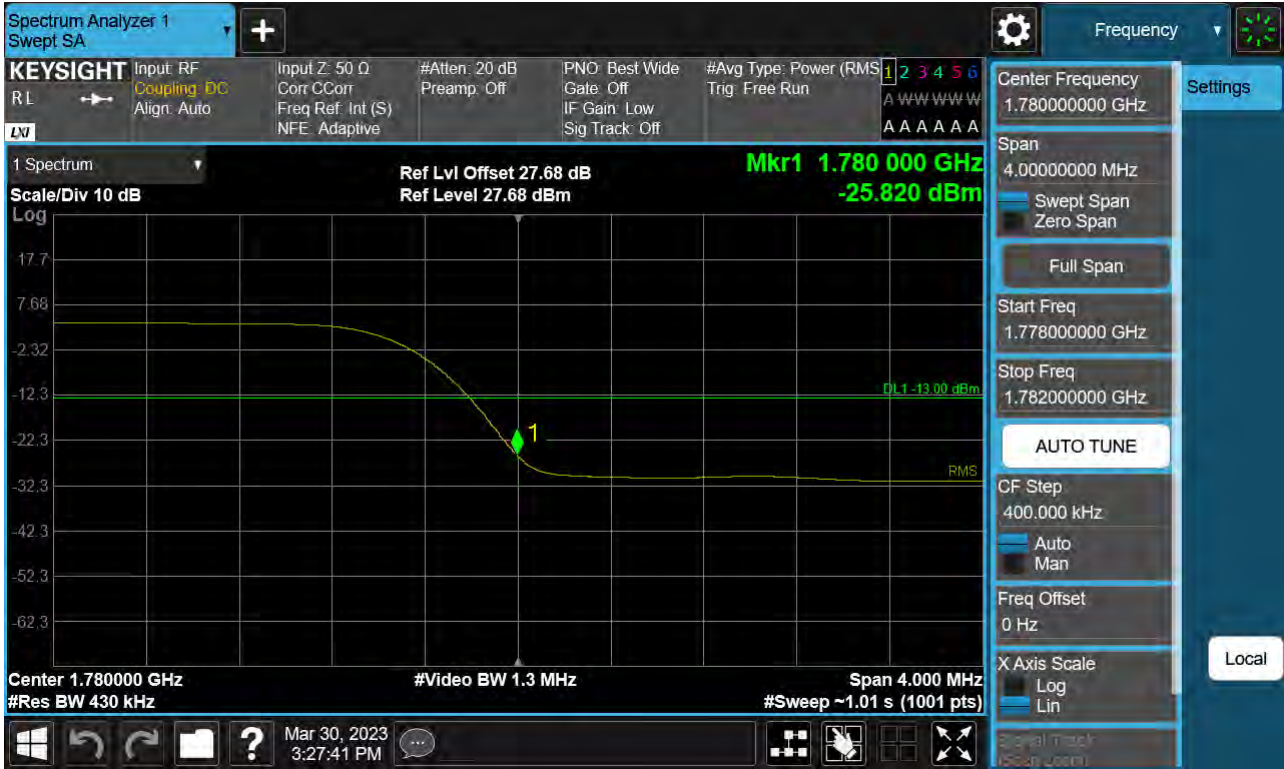 Spectrum Analyzer 1
Swept SA
Frequency
KEYSIGHT
RL
LXI
Input: RF
Coupling: DC
Align: Auto
Input Z: 50 Ω
Corr CCorr
Freq Ref: Int (S)
NFE: Adaptive
#Atten: 20 dB
Preamp: Off
PNO: Best Wide
Gate: Off
IF Gain: Low
Sig Track: Off
#Avg Type: Power (RMS
Trig: Free Run
1 2 3 4 5 6
A W W W W W
A A A A A A
1 Spectrum
Scale/Div 10 dB
Log
Ref Lvl Offset 27.68 dB
Ref Level 27.68 dBm
Mkr1 1.780 000 GHz
-25.820 dBm
17.7
7.68
-2.32
-12.3
-22.3
-32.3
-42.3
-52.3
-62.3
DL1 -13.00 dBm
1
RMS
Center 1.780000 GHz
#Res BW 430 kHz
#Video BW 1.3 MHz
Span 4.000 MHz
#Sweep ~1.01 s (1001 pts)
Center Frequency
1.780000000 GHz
Span
4.00000000 MHz
Swept Span
Zero Span
Full Span
Start Freq
1.778000000 GHz
Stop Freq
1.782000000 GHz
AUTO TUNE
CF Step
400.000 kHz
Auto
Man
Freq Offset
0 Hz
X Axis Scale
Log
Lin
Signal Track
(Span Zoom)
Settings
Local
?
Mar 30, 2023
3:27:41 PM